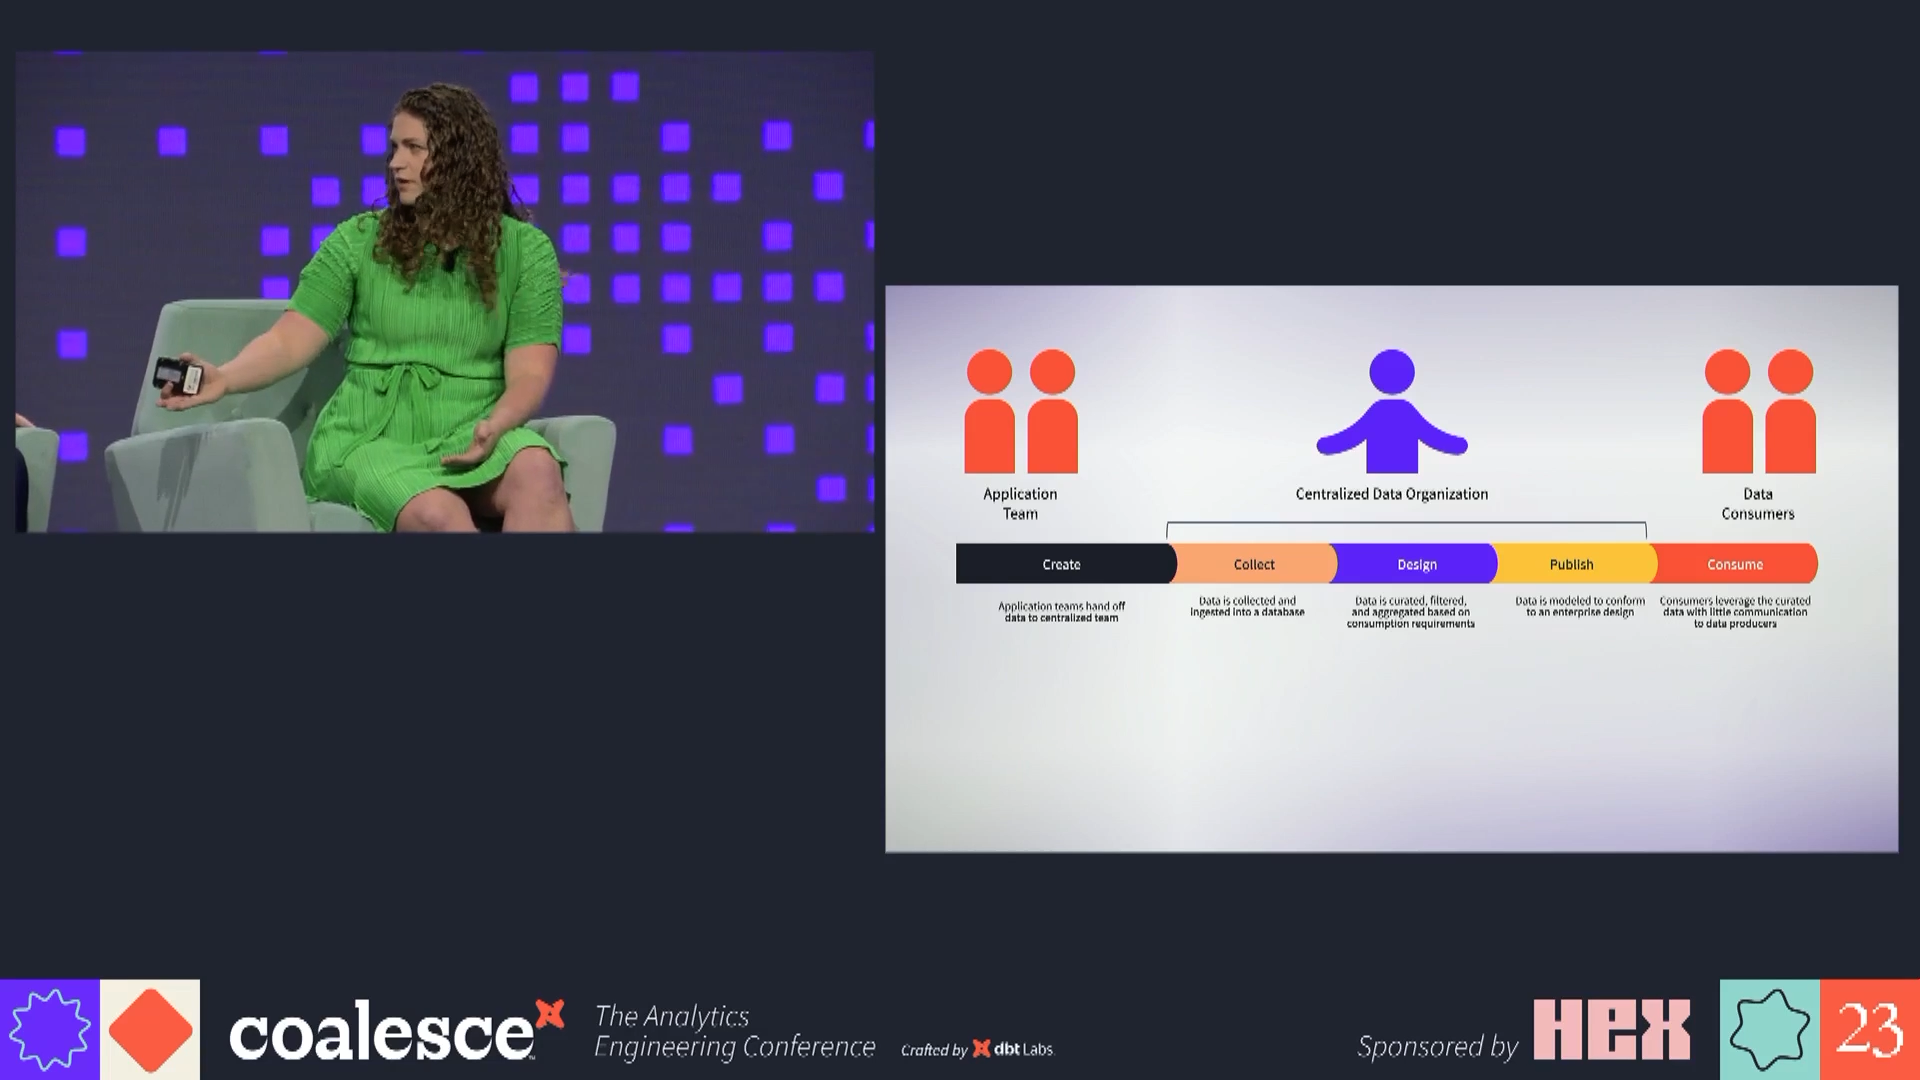 Application
Team
Centralized Data Organization
Data
Consumers
Create
Collect
Design
Publish
Consume
Application teams hand off
data to centralized team
Data is collected and
ingested into a database
Data is curated, filtered,
and aggregated based on
consumption requirements
Data is modeled to conform
to an enterprise design
Consumers leverage the curated
data with little communication
to data producers
coalesce
The Analytics
Engineering Conference
Crafted by dbt Labs
Sponsored by HEX
23